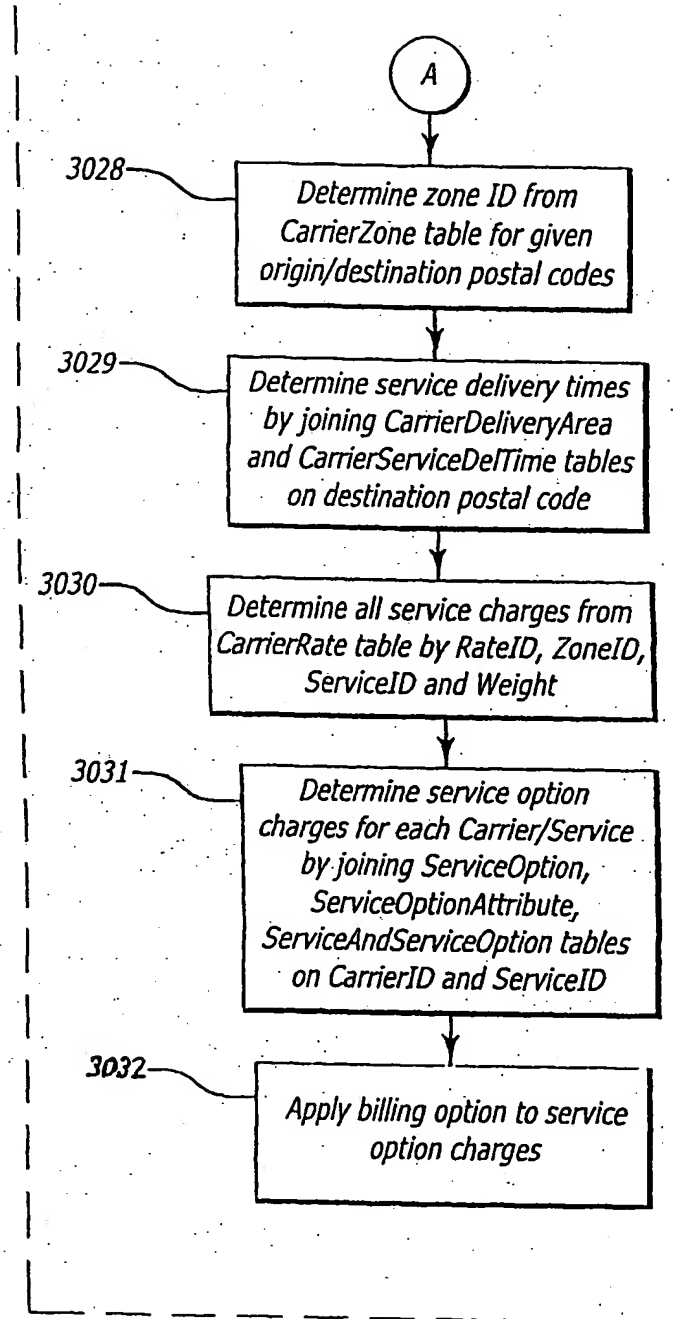 A
3028
Determine zone ID from
CarrierZone table for given
origin/destination postal codes
3029
Determine service delivery times
by joining CarrierDeliveryArea
and CarrierServiceDelTime tables
on destination postal code
3030
Determine all service charges from
CarrierRate table by RateID, ZoneID,
ServiceID and Weight
3031
Determine service option
charges for each Carrier/Service
by joining ServiceOption,
ServiceOptionAttribute,
ServiceAndServiceOption tables
on CarrierID and ServiceID
3032
Apply billing option to service
option charges